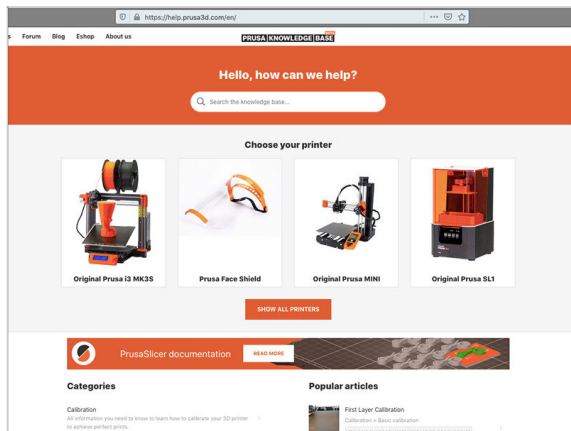 https://help.prusa3d.com/en/
s Forum Blog Eshop About us
PRUSA KNOWLEDGE BASE
Hello, how can we help?
Search the knowledge base...
Choose your printer
Original Prusa i3 MK3S
Prusa Face Shield
Original Prusa MINI
Original Prusa SL1
SHOW ALL PRINTERS
PrusaSlicer documentation
READ MORE
Categories
Calibration
All information you need to know to learn how to calibrate your 3D printer
to achieve perfect prints.
Popular articles
First Layer Calibration
Calibration > Basic calibration